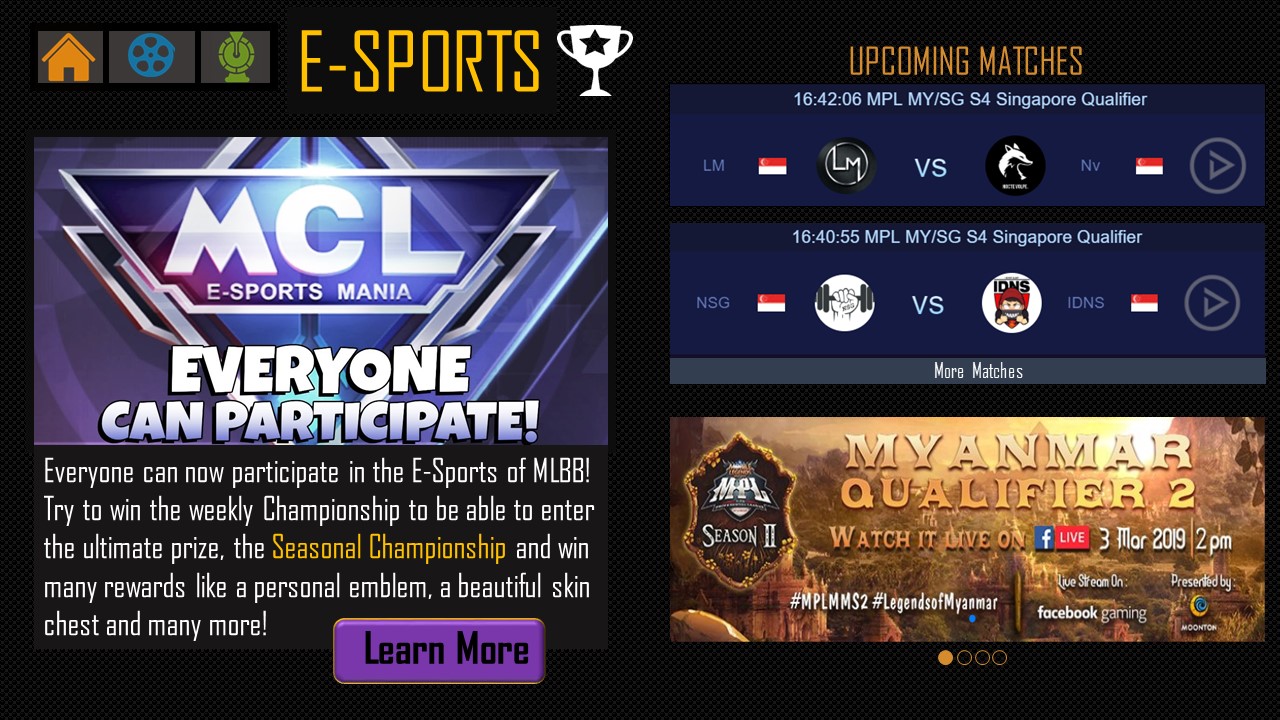 E-SPORTS
MCL
E-SPORTS MANIA
EVERYONE
CAN PARTICIPATE!
Everyone can now participate in the E-Sports of MLBB!
Try to win the weekly Championship to be able to enter
the ultimate prize, the Seasonal Championship and win
many rewards like a personal emblem, a beautiful skin
chest and many more!
Learn More
UPCOMING MATCHES
16:42:06 MPL MY/SG S4 Singapore Qualifier
LM LM VS Nv
16:40:55 MPL MY/SG S4 Singapore Qualifier
NSG VS IDNS IDNS
More Matches
MYANMAR
QUALIFIER 2
MPL
SEASON II
WATCH IT LIVE ON f LIVE 3 Mar 2019 2 pm
Live Stream On : Presented by :
#MPLMMS2 #LegendsofMyanmar
facebook gaming
MOONTON